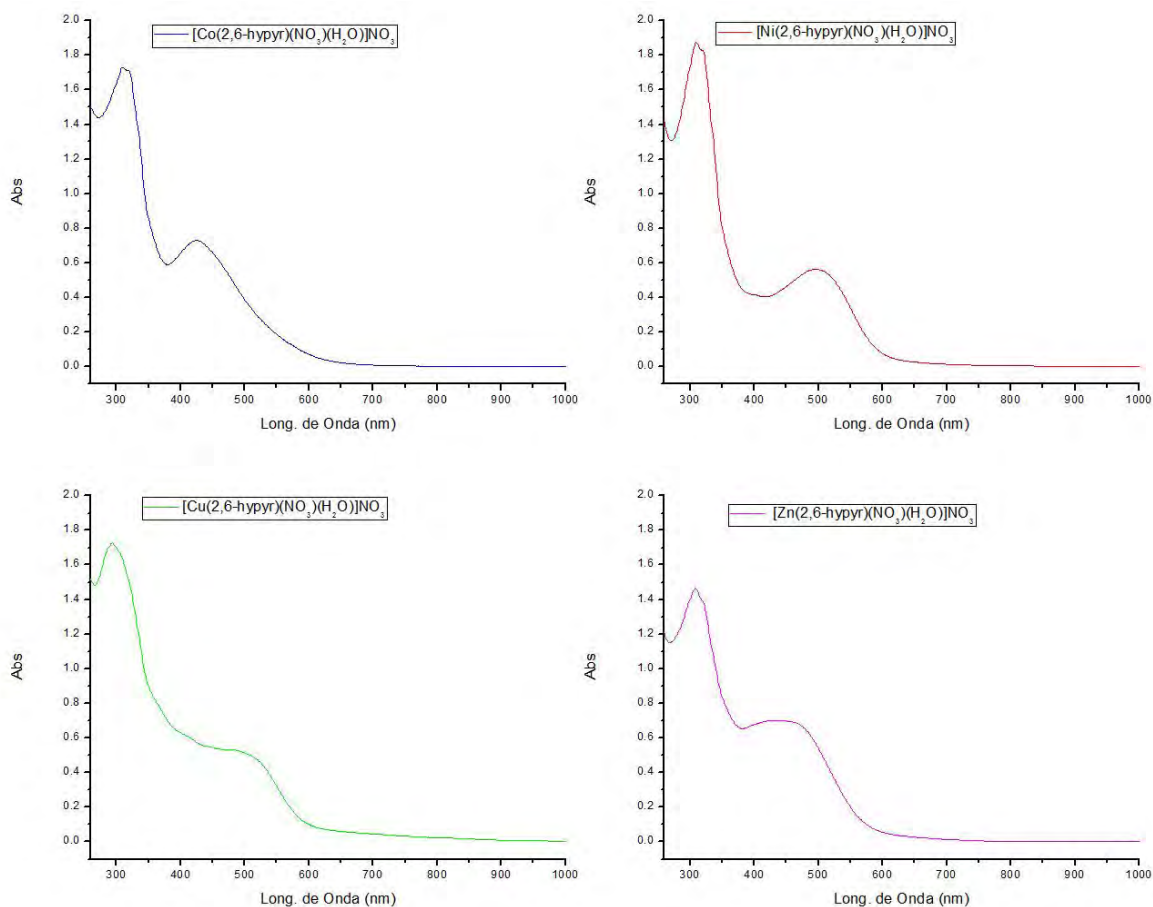 [Co(2,6-hypyr)(NO₃)(H₂O)]NO₃
2.0
1.8
1.6
1.4
1.2
1.0
0.8
0.6
0.4
0.2
0.0
Abs
300 400 500 600 700 800 900 1000
Long. de Onda (nm)
[Ni(2,6-hypyr)(NO₃)(H₂O)]NO₃
2.0
1.8
1.6
1.4
1.2
1.0
0.8
0.6
0.4
0.2
0.0
Abs
300 400 500 600 700 800 900 1000
Long. de Onda (nm)
[Cu(2,6-hypyr)(NO₃)(H₂O)]NO₃
2.0
1.8
1.6
1.4
1.2
1.0
0.8
0.6
0.4
0.2
0.0
Abs
300 400 500 600 700 800 900 1000
Long. de Onda (nm)
[Zn(2,6-hypyr)(NO₃)(H₂O)]NO₃
2.0
1.8
1.6
1.4
1.2
1.0
0.8
0.6
0.4
0.2
0.0
Abs
300 400 500 600 700 800 900 1000
Long. de Onda (nm)